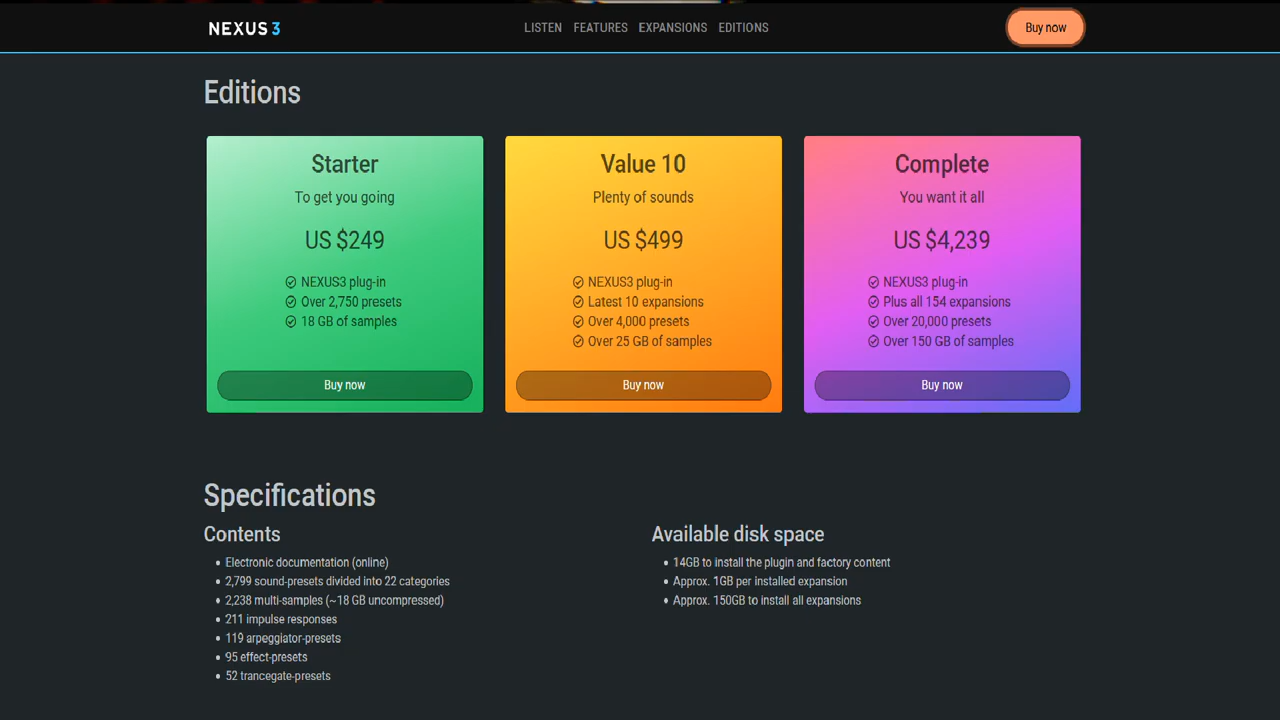 NEXUS 3
LISTEN FEATURES EXPANSIONS EDITIONS
Buy now
Editions
Starter
To get you going
US $249
NEXUS3 plug-in
Over 2,750 presets
18 GB of samples
Buy now
Value 10
Plenty of sounds
US $499
NEXUS3 plug-in
Latest 10 expansions
Over 4,000 presets
Over 25 GB of samples
Buy now
Complete
You want it all
US $4,239
NEXUS3 plug-in
Plus all 154 expansions
Over 20,000 presets
Over 150 GB of samples
Buy now
Specifications
Contents
Electronic documentation (online)
2,799 sound-presets divided into 22 categories
2,238 multi-samples (~18 GB uncompressed)
211 impulse responses
119 arpeggiator-presets
95 effect-presets
52 trancegate-presets
Available disk space
14GB to install the plugin and factory content
Approx. 1GB per installed expansion
Approx. 150GB to install all expansions